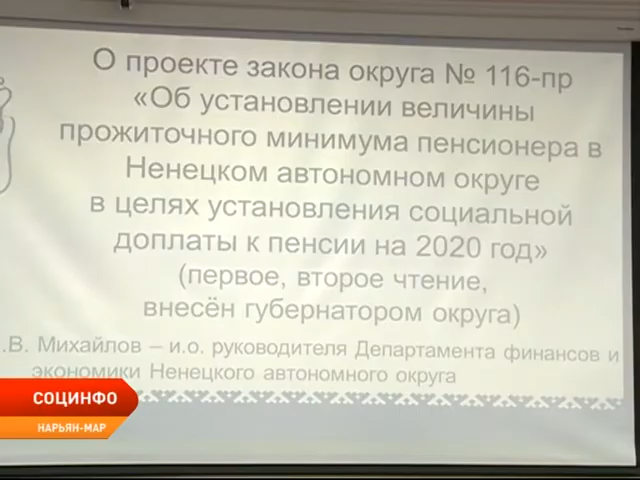 О проекте закона округа № 116-пр
«Об установлении величины
прожиточного минимума пенсионера в
Ненецком автономном округе
в целях установления социальной
доплаты к пенсии на 2020 год»
(первое, второе чтение,
внесён губернатором округа)
.В. Михайлов – и.о. руководителя Департамента финансов и
экономики Ненецкого автономного округа
СОЦИНФО
НАРЬЯН-МАР